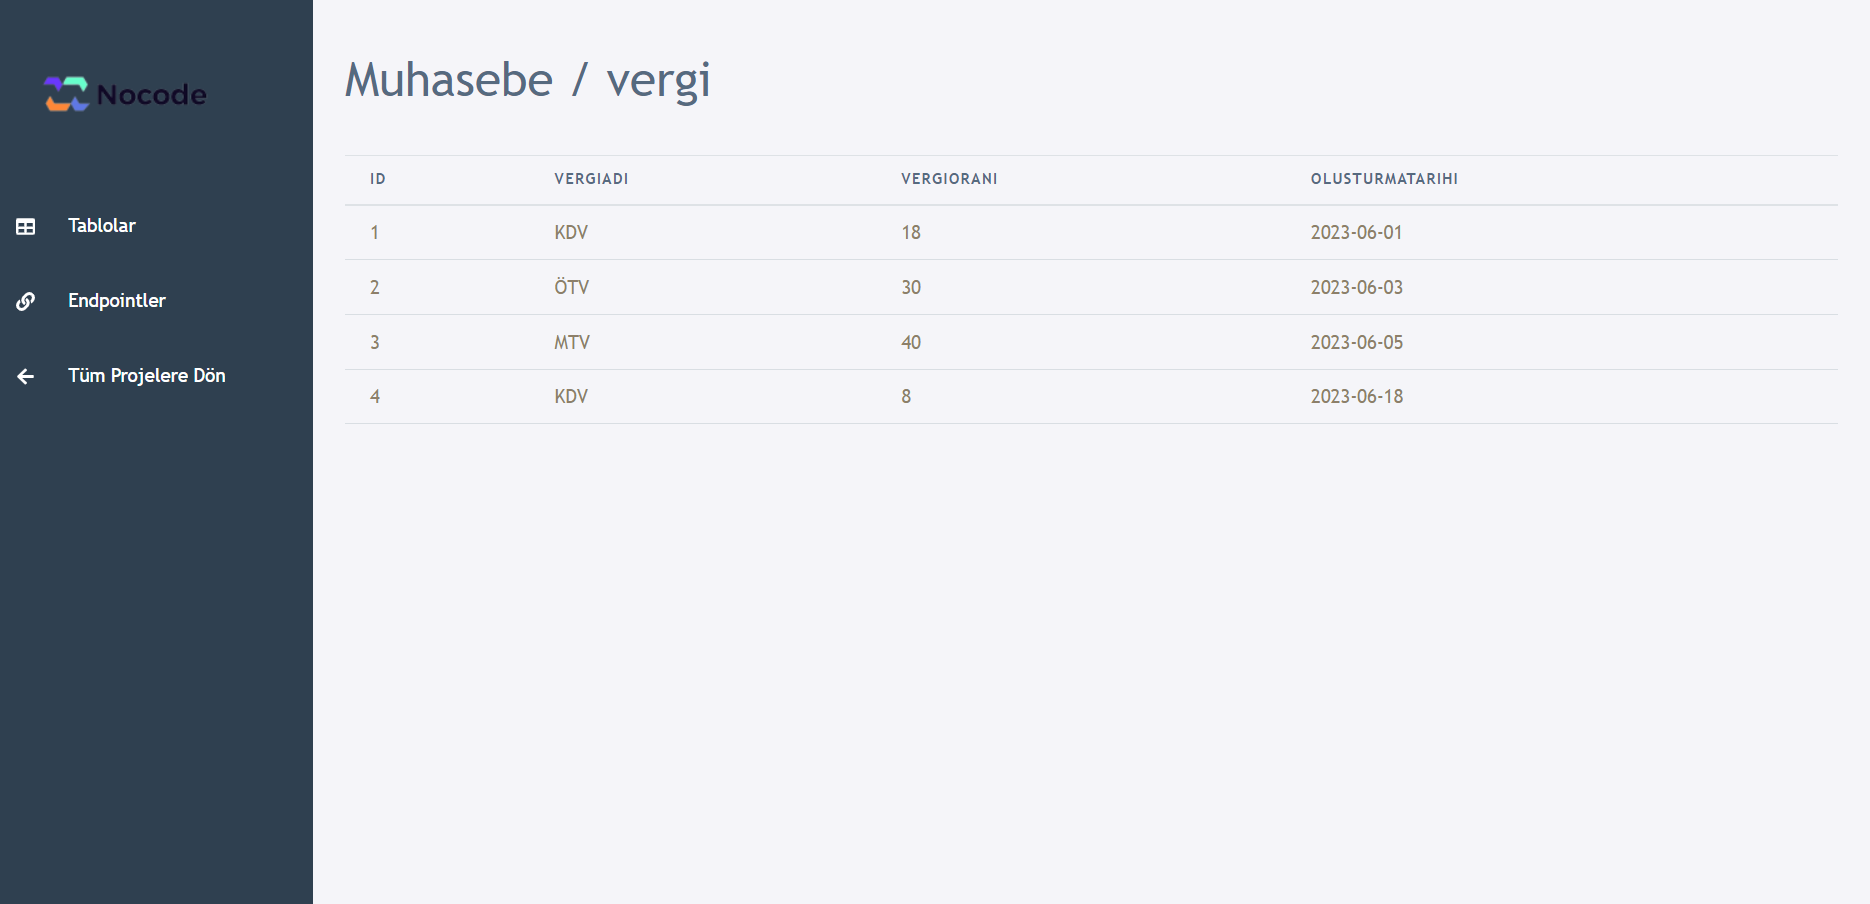 Nocode
Tablolar
Endpointler
Tüm Projelere Dön
Muhasebe / vergi
ID VERGIADI VERGIORANI OLUSTURMATARIHI
1 KDV 18 2023-06-01
2 ÖTV 30 2023-06-03
3 MTV 40 2023-06-05
4 KDV 8 2023-06-18